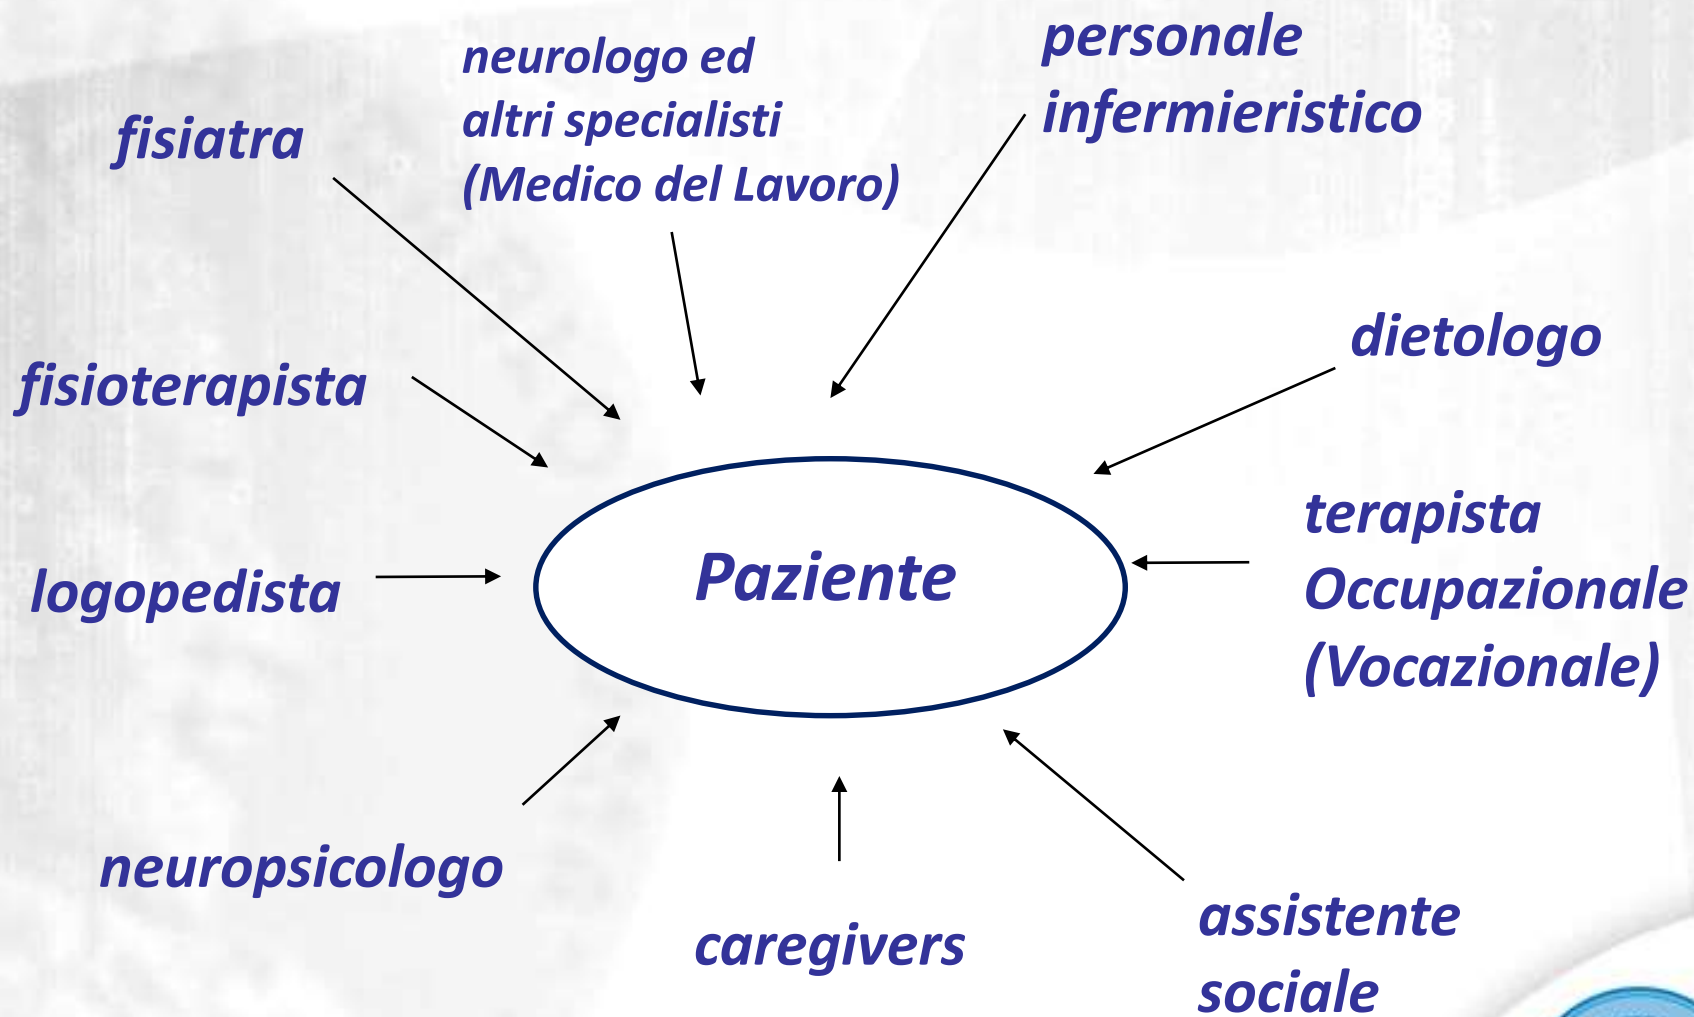 personale
infermieristico
neurologo ed
altri specialisti
(Medico del Lavoro)
fisiatra
dietologo
fisioterapista
terapista
Occupazionale
(Vocazionale)
Paziente
logopedista
neuropsicologo
caregivers
assistente
sociale